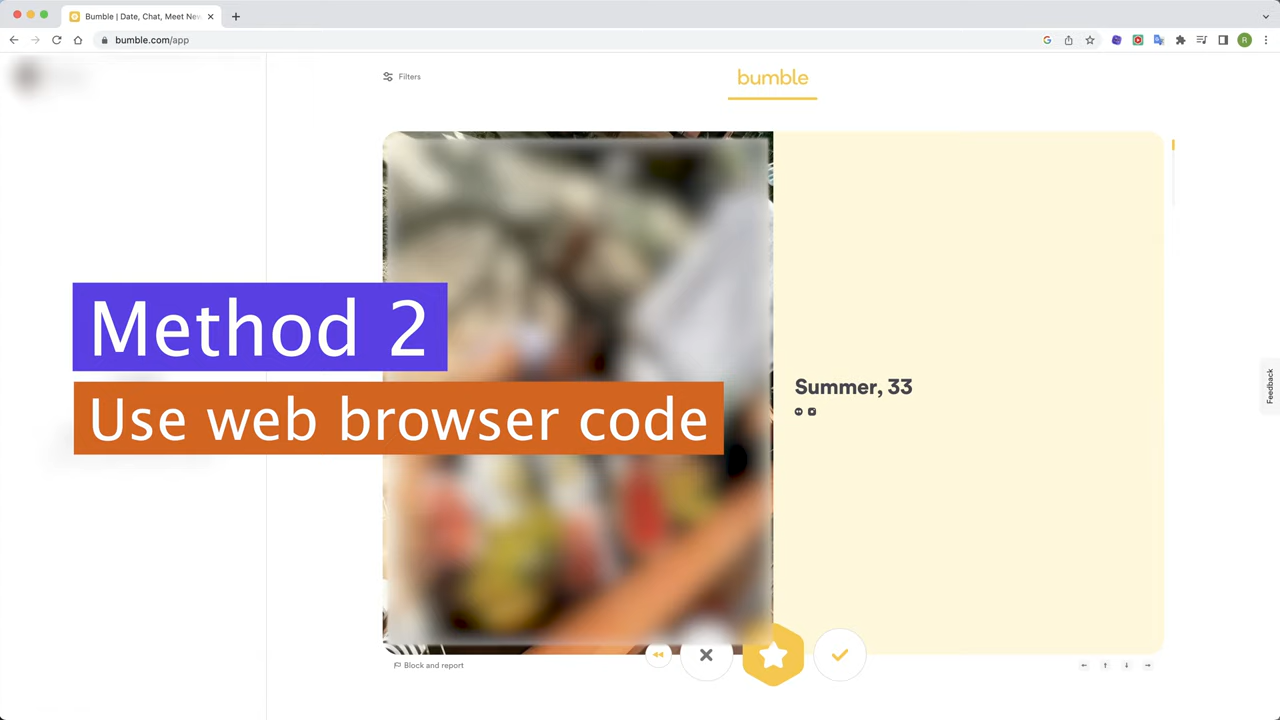 Bumble | Date, Chat, Meet New
bumble.com/app
R
Filters
bumble
Method 2
Use web browser code
Summer, 33
Feedback
Block and report